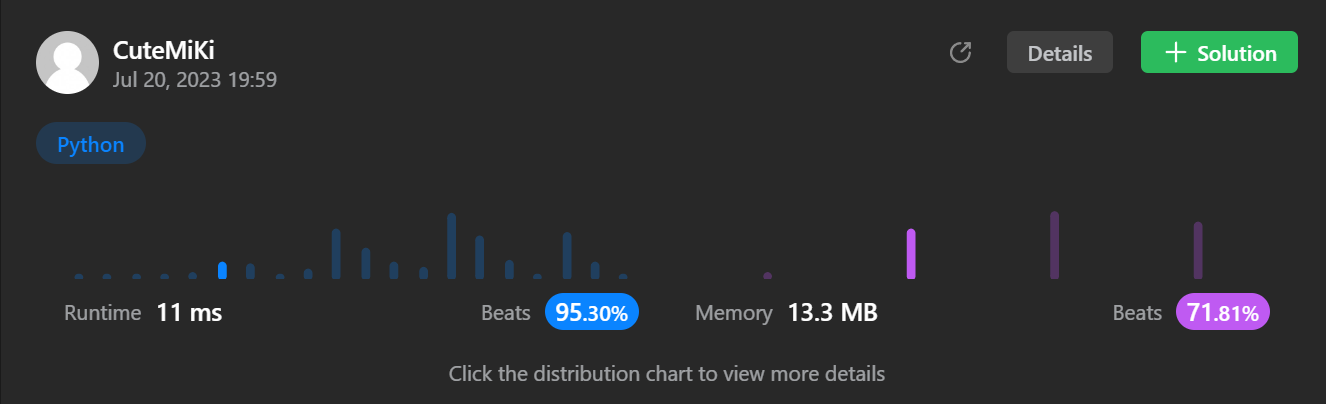 CuteMiKi
Jul 20, 2023 19:59
Details
Solution
Python
Runtime 11 ms Beats 95.30% Memory 13.3 MB Beats 71.81%
Click the distribution chart to view more details